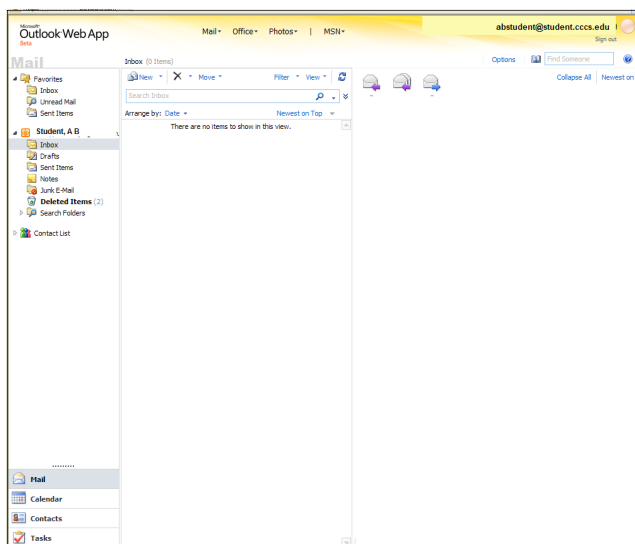 Microsoft
Outlook Web App
Beta
Mail Office Photos | MSN
abstudent@student.cccs.edu
Sign out
Mail
Inbox (0 Items)
Options
Find Someone
Favorites
Inbox
Unread Mail
Sent Items
Student, A B
Inbox
Drafts
Sent Items
Notes
Junk E-Mail
Deleted Items (2)
Search Folders
Contact List
New
Move
Filter
View
Search Inbox
Arrange by: Date
Newest on Top
There are no items to show in this view.
Collapse All
Newest on
Mail
Calendar
Contacts
Tasks